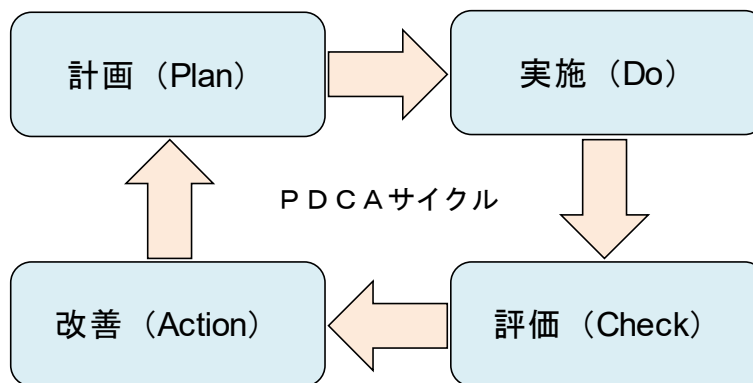 計画（Plan）
実施（Do）
ＰＤＣＡサイクル
改善（Action）
評価（Check）